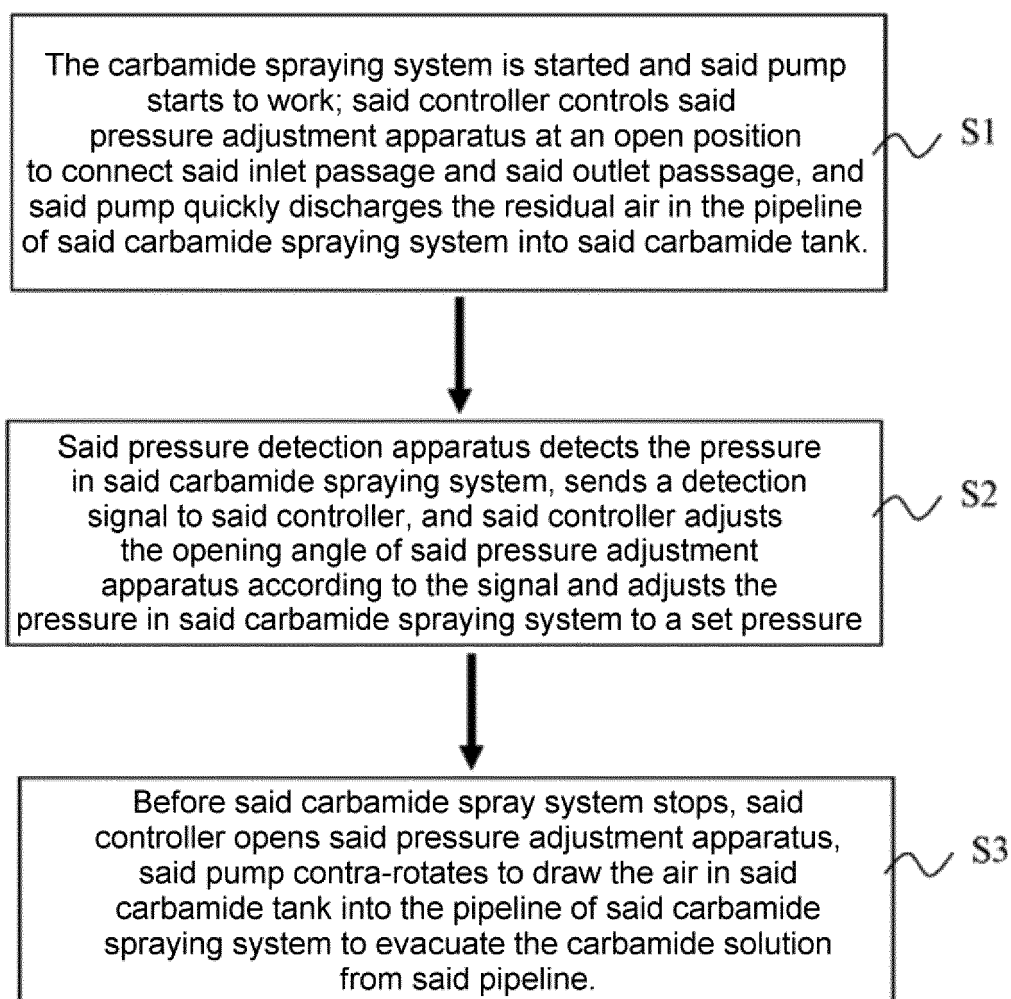 The carbamide spraying system is started and said pump
starts to work; said controller controls said
pressure adjustment apparatus at an open position
to connect said inlet passage and said outlet passsage, and
said pump quickly discharges the residual air in the pipeline
of said carbamide spraying system into said carbamide tank.
S1
Said pressure detection apparatus detects the pressure
in said carbamide spraying system, sends a detection
signal to said controller, and said controller adjusts
the opening angle of said pressure adjustment
apparatus according to the signal and adjusts the
pressure in said carbamide spraying system to a set pressure
S2
Before said carbamide spray system stops, said
controller opens said pressure adjustment apparatus,
said pump contra-rotates to draw the air in said
carbamide tank into the pipeline of said carbamide
spraying system to evacuate the carbamide solution
from said pipeline.
S3